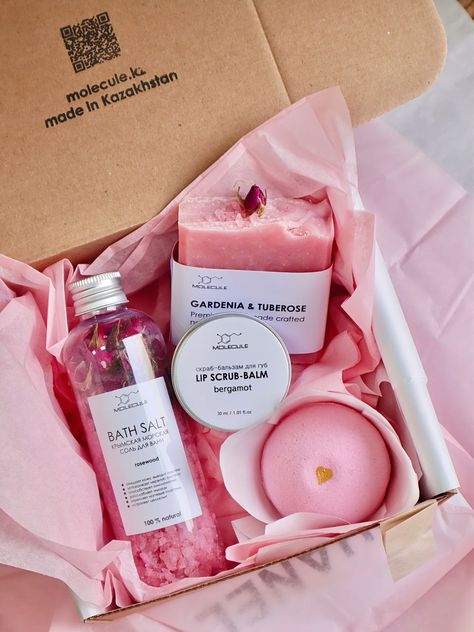 molecule.kz
made in Kazakhstan
MOLECULE
GARDENIA & TUBEROSE
MOLECULE
скраб-бальзам для губ
LIP SCRUB-BALM
bergamot
30 ml / 1.01 fl oz
MOLECULE
BATH SALT
КРЫМСКАЯ МОРСКАЯ
СОЛЬ ДЛЯ ВАНН
rosewood
100 % natural